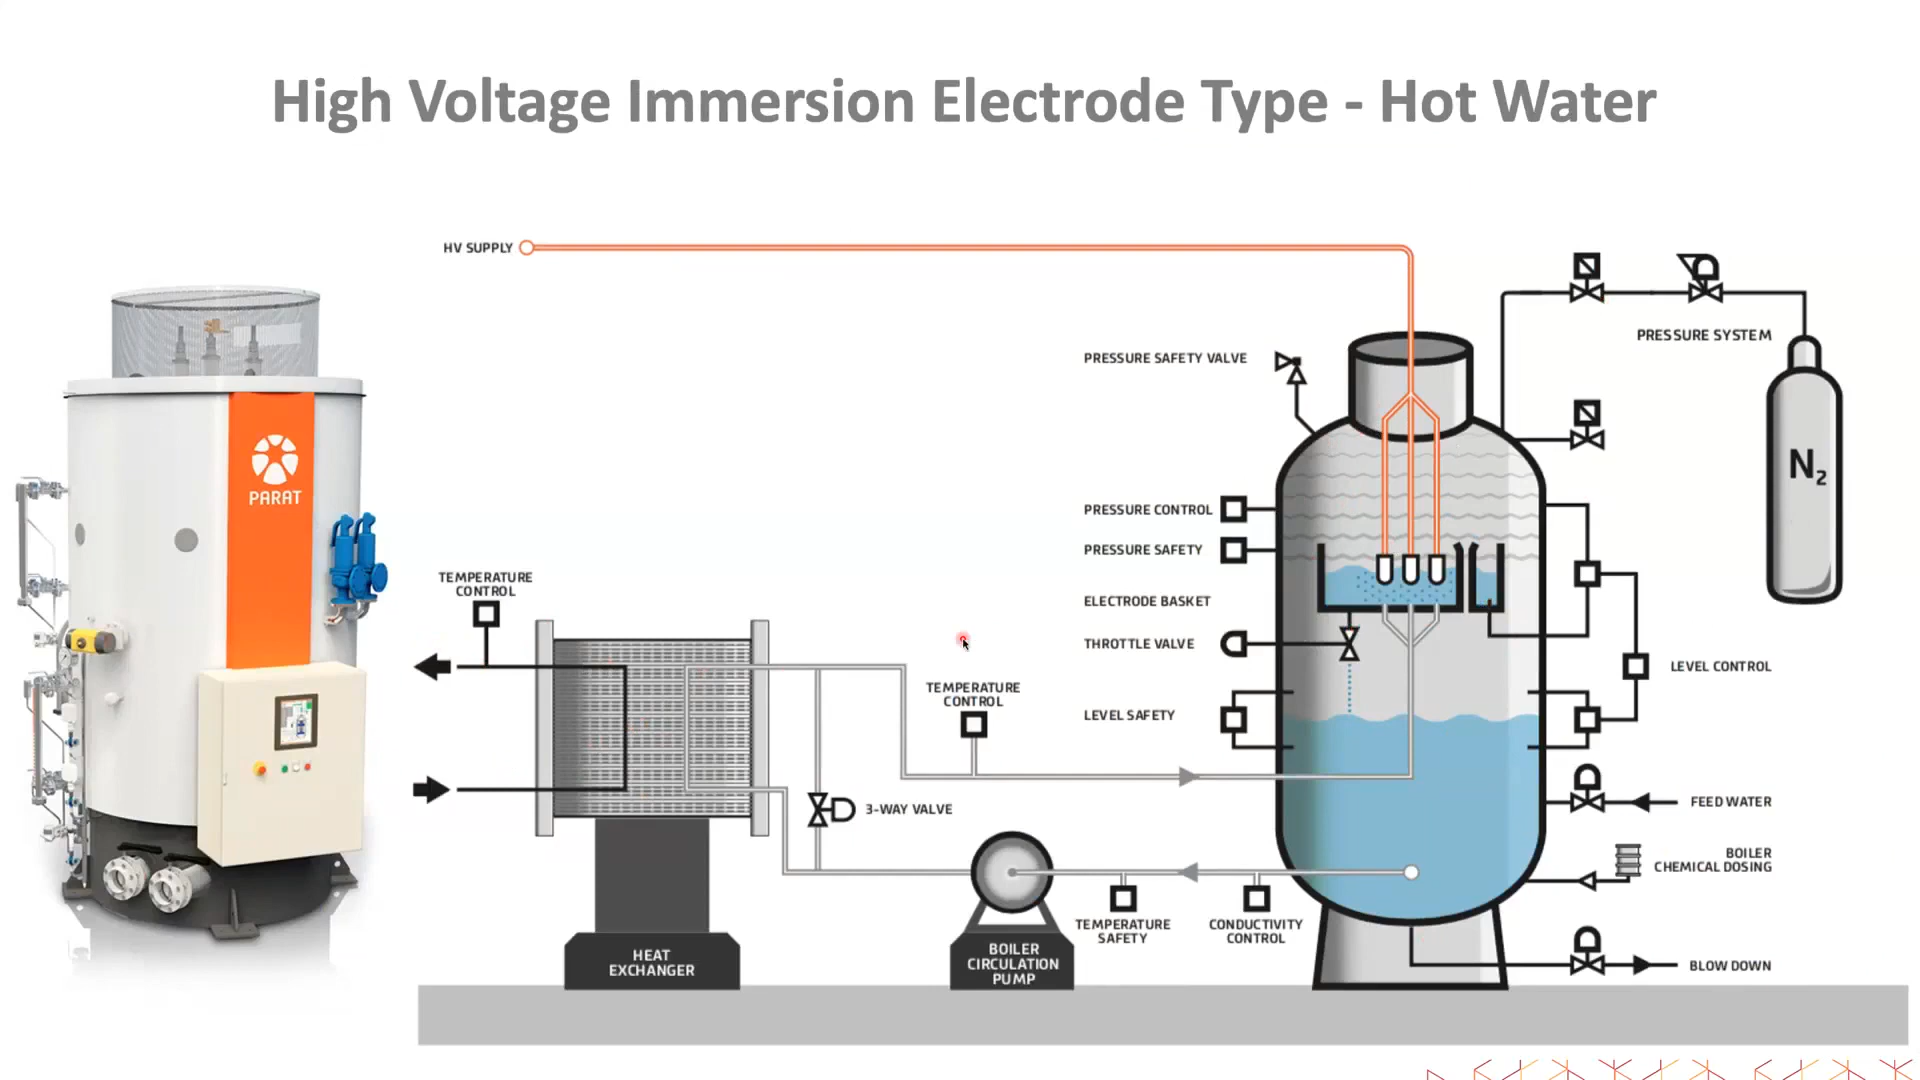 High Voltage Immersion Electrode Type - Hot Water
HV SUPPLY
PRESSURE SYSTEM
PRESSURE SAFETY VALVE
N2
PARAT
PRESSURE CONTROL
PRESSURE SAFETY
TEMPERATURE
CONTROL
ELECTRODE BASKET
THROTTLE VALVE
LEVEL CONTROL
TEMPERATURE
CONTROL
LEVEL SAFETY
3-WAY VALVE
FEED WATER
BOILER
CHEMICAL DOSING
TEMPERATURE
SAFETY
CONDUCTIVITY
CONTROL
HEAT
EXCHANGER
BOILER
CIRCULATION
PUMP
BLOW DOWN